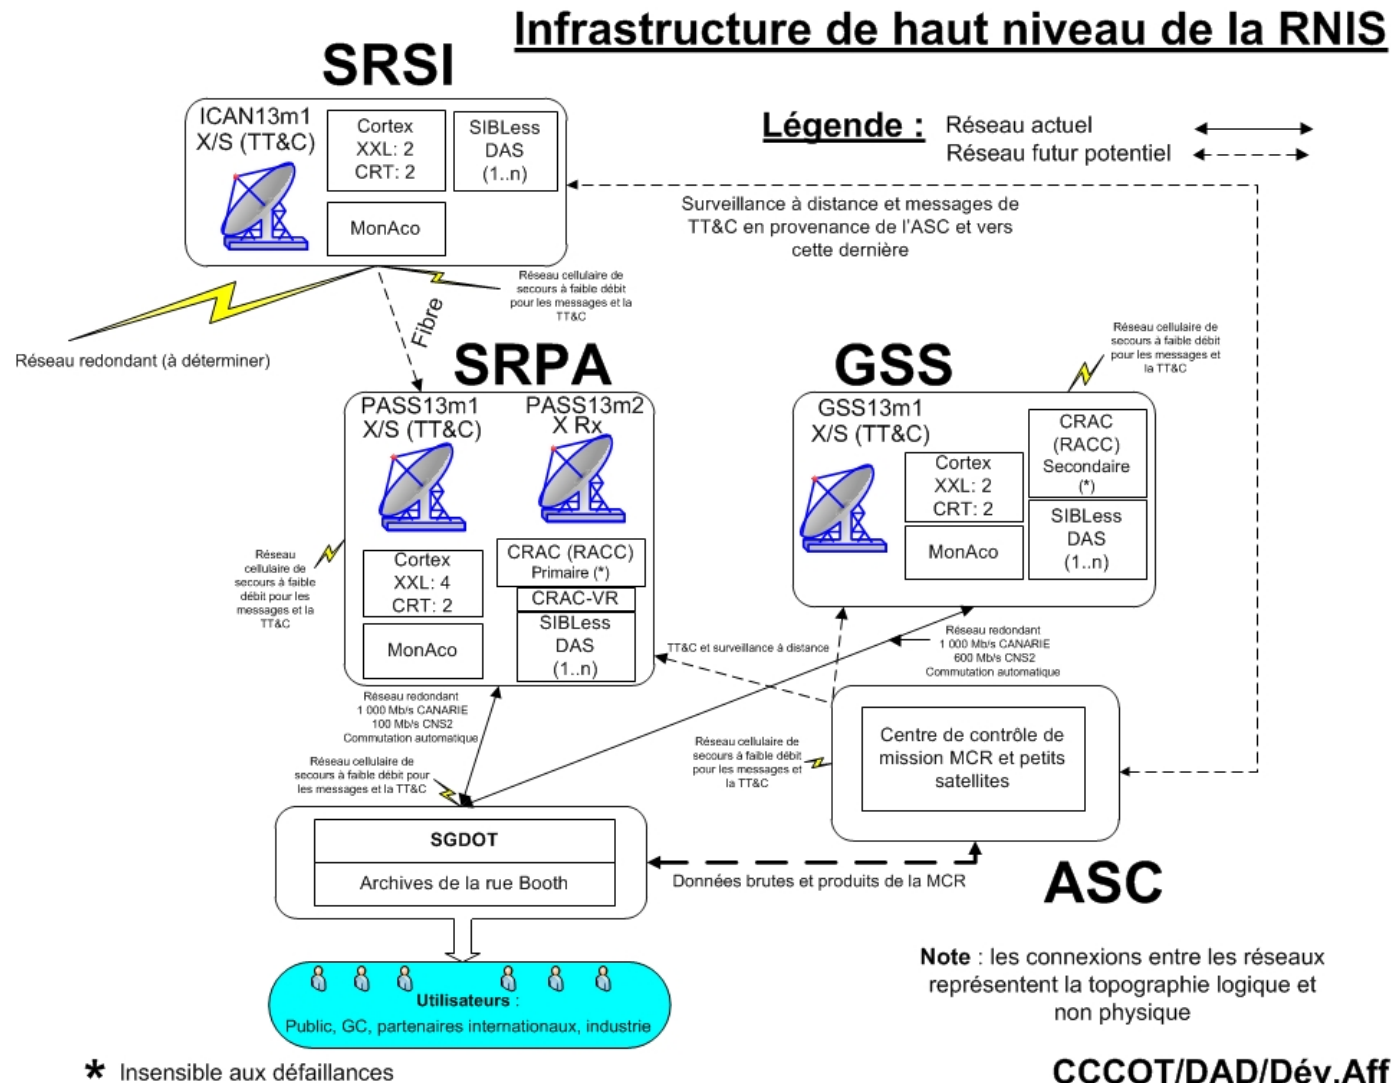 Infrastructure de haut niveau de la RNIS
SRSI
ICAN13m1
X/S (TT&C)
Cortex
XXL: 2
CRT: 2
SIBLess
DAS
(1..n)
MonAco
Légende :
Réseau actuel
Réseau futur potentiel
Surveillance à distance et messages de
TT&C en provenance de l'ASC et vers
cette dernière
Réseau cellulaire de
secours à faible débit
pour les messages et la
TT&C
Fibre
Réseau redondant (à déterminer)
SRPA
PASS13m1
X/S (TT&C)
PASS13m2
X Rx
Cortex
XXL: 4
CRT: 2
MonAco
CRAC (RACC)
Primaire (*)
CRAC-VR
SIBLess
DAS
(1..n)
Réseau
cellulaire de
secours à faible
débit pour les
messages et la
TT&C
GSS
Réseau cellulaire de
secours à faible débit
pour les messages et
la TT&C
GSS13m1
X/S (TT&C)
Cortex
XXL: 2
CRT: 2
MonAco
CRAC
(RACC)
Secondaire
(*)
SIBLess
DAS
(1..n)
TT&C et surveillance à distance
Réseau redondant
1 000 Mb/s CANARIE
600 Mb/s CNS2
Commutation automatique
Réseau redondant
1 000 Mb/s CANARIE
100 Mb/s CNS2
Commutation automatique
Réseau cellulaire de
secours à faible débit pour
les messages et la TT&C
Réseau cellulaire de
secours à faible débit
pour les messages et
la TT&C
Centre de contrôle de
mission MCR et petits
satellites
ASC
SGDOT
Archives de la rue Booth
Données brutes et produits de la MCR
Utilisateurs :
Public, GC, partenaires internationaux, industrie
Note : les connexions entre les réseaux
représentent la topographie logique et
non physique
* Insensible aux défaillances
CCCOT/DAD/Dév.Aff